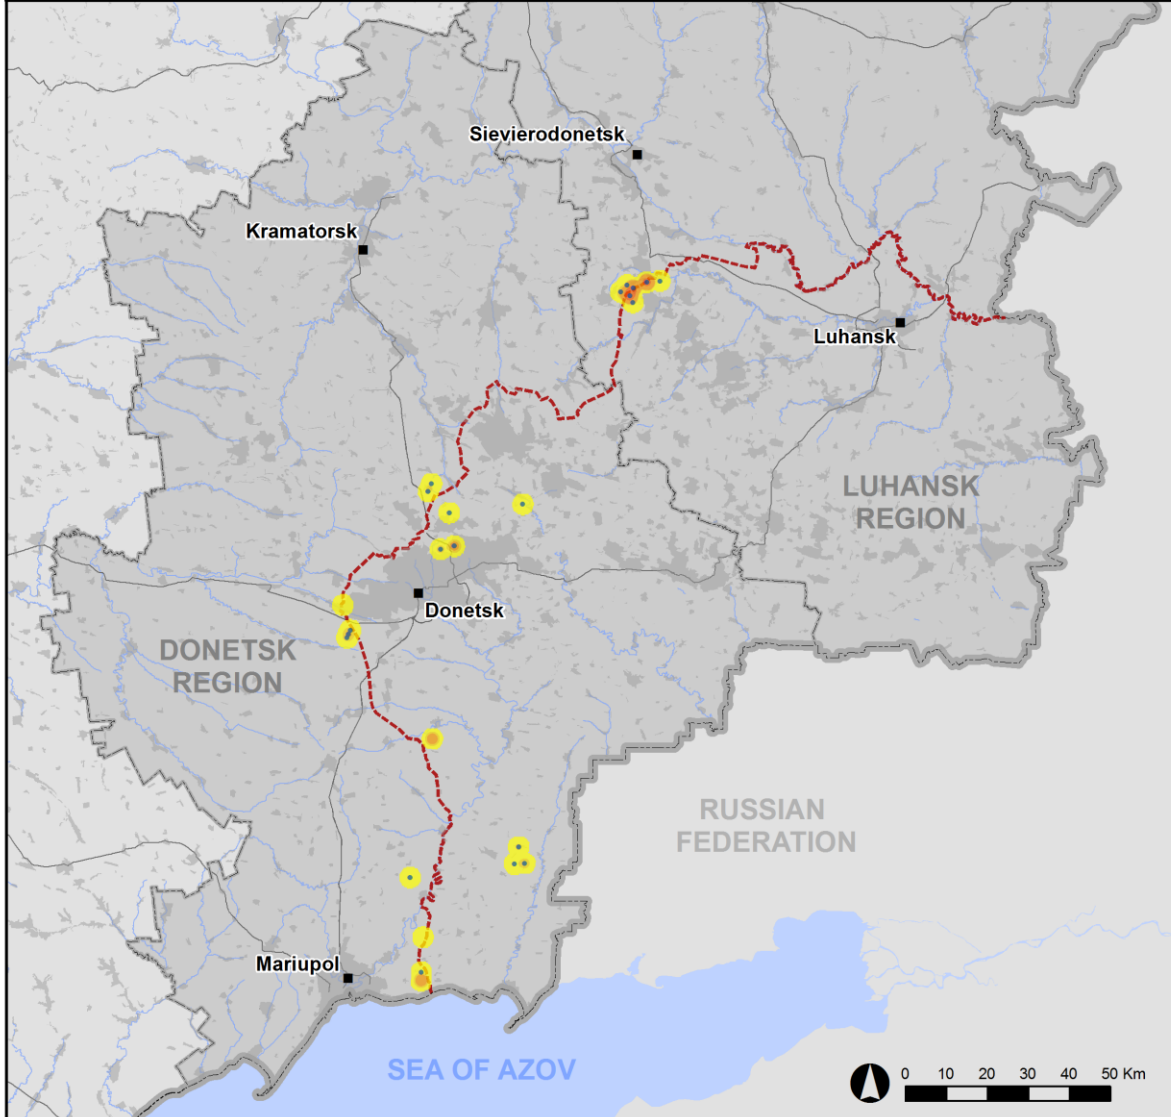 Sievierodonetsk
Kramatorsk
Luhansk
LUHANSK
REGION
Donetsk
DONETSK
REGION
RUSSIAN
FEDERATION
Mariupol
SEA OF AZOV
0 10 20 30 40 50 Km